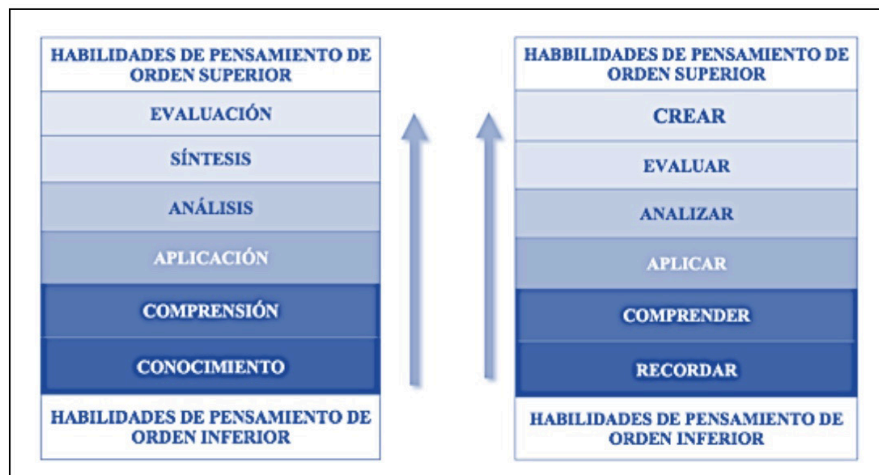 HABILIDADES DE PENSAMIENTO DE
ORDEN SUPERIOR
EVALUACIÓN
SÍNTESIS
ANÁLISIS
APLICACIÓN
COMPRENSIÓN
CONOCIMIENTO
HABILIDADES DE PENSAMIENTO DE
ORDEN INFERIOR
HABBILIDADES DE PENSAMIENTO DE
ORDEN SUPERIOR
CREAR
EVALUAR
ANALIZAR
APLICAR
COMPRENDER
RECORDAR
HABILIDADES DE PENSAMIENTO DE
ORDEN INFERIOR